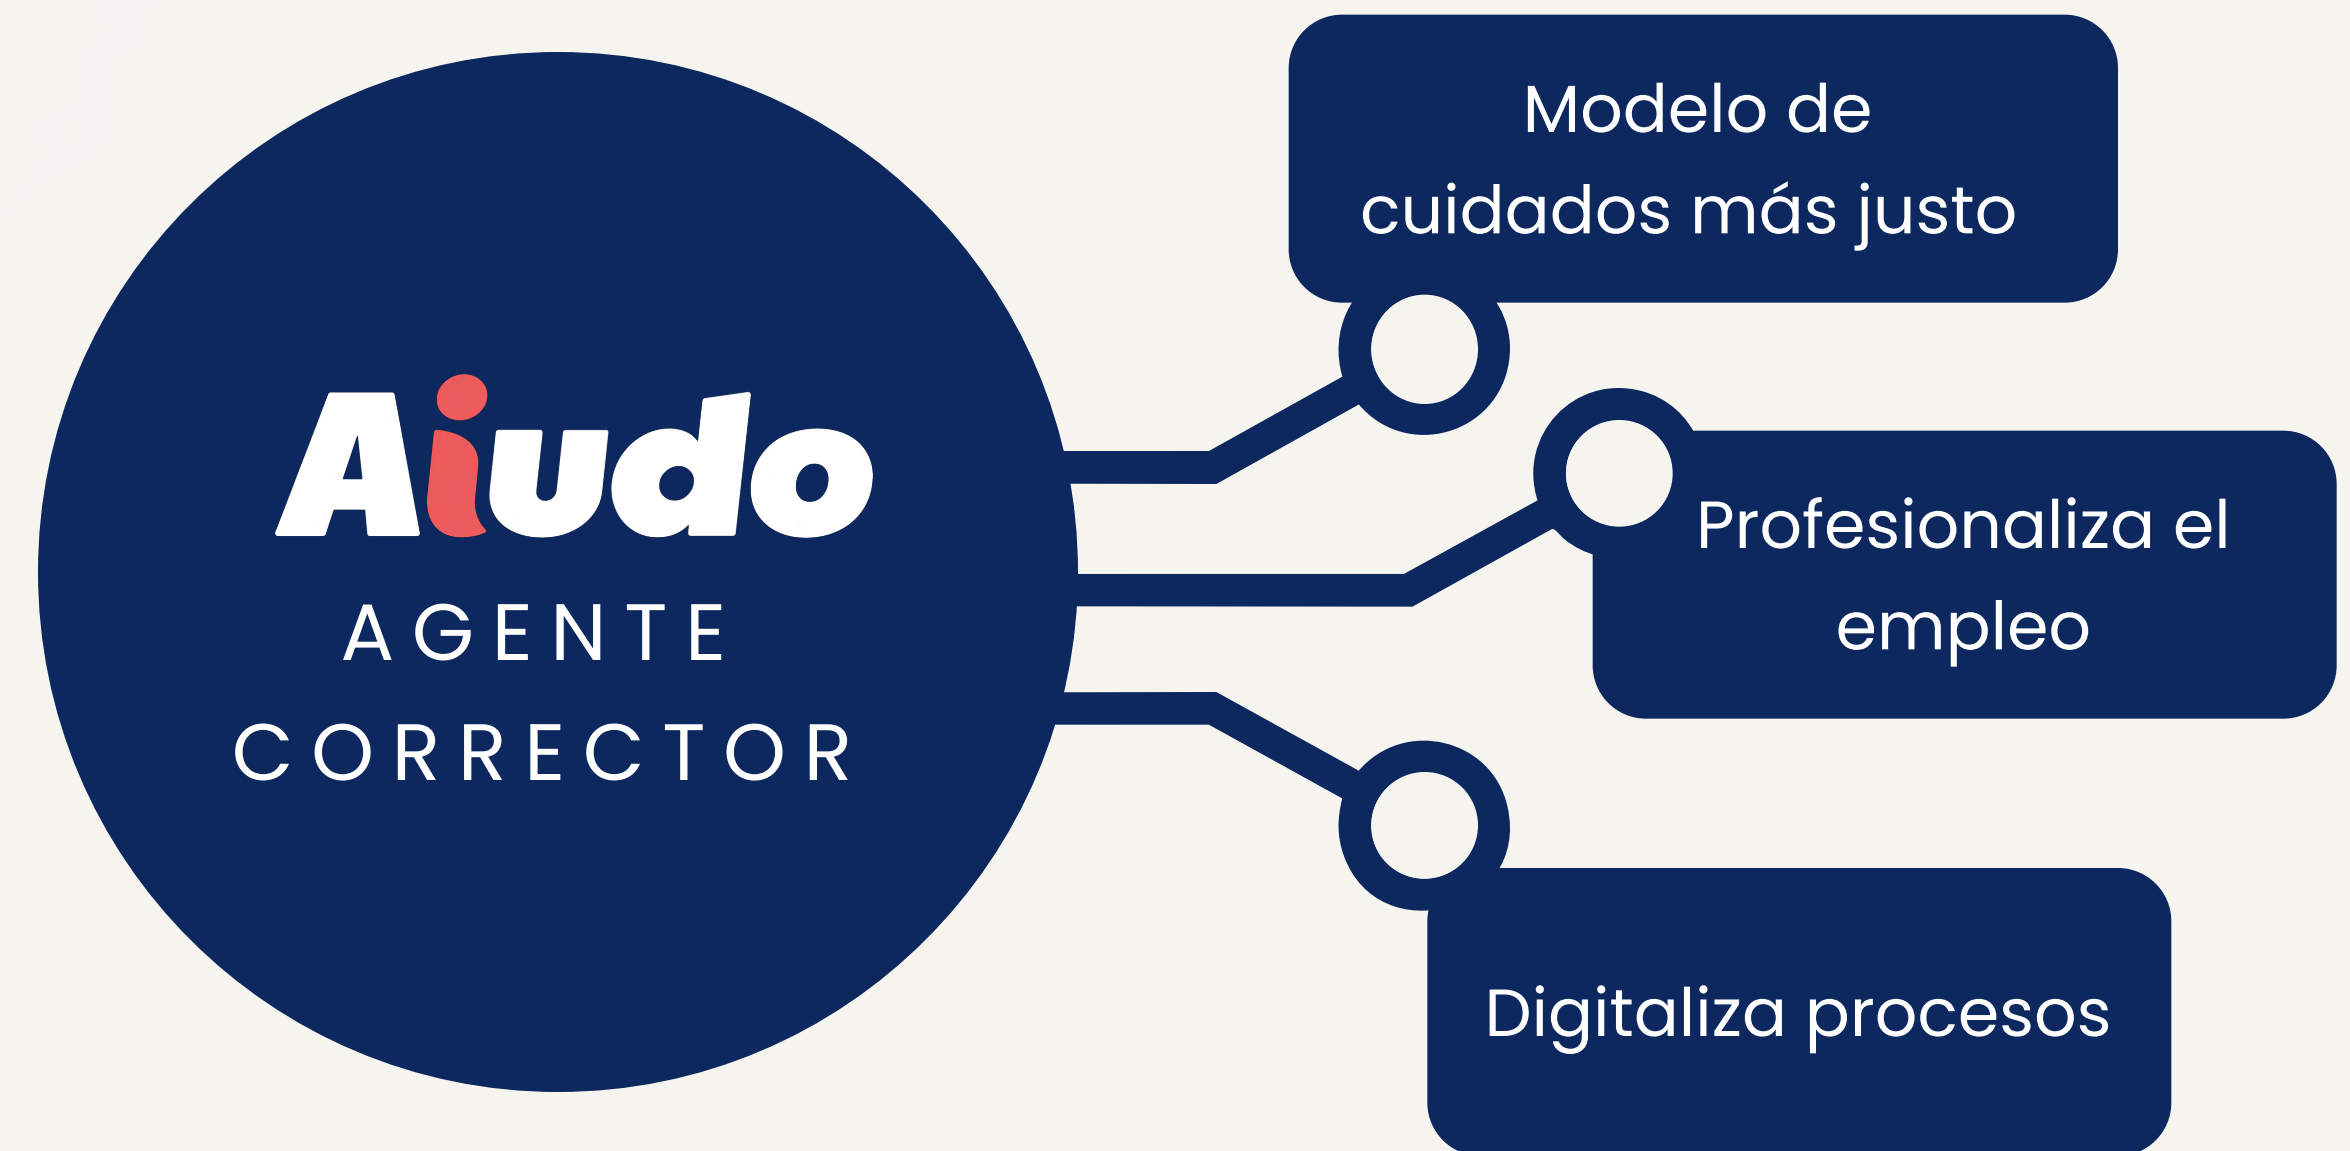 Aiudo
AGENTE
CORRECTOR
Modelo de
cuidados más justo
Profesionaliza el
empleo
Digitaliza procesos